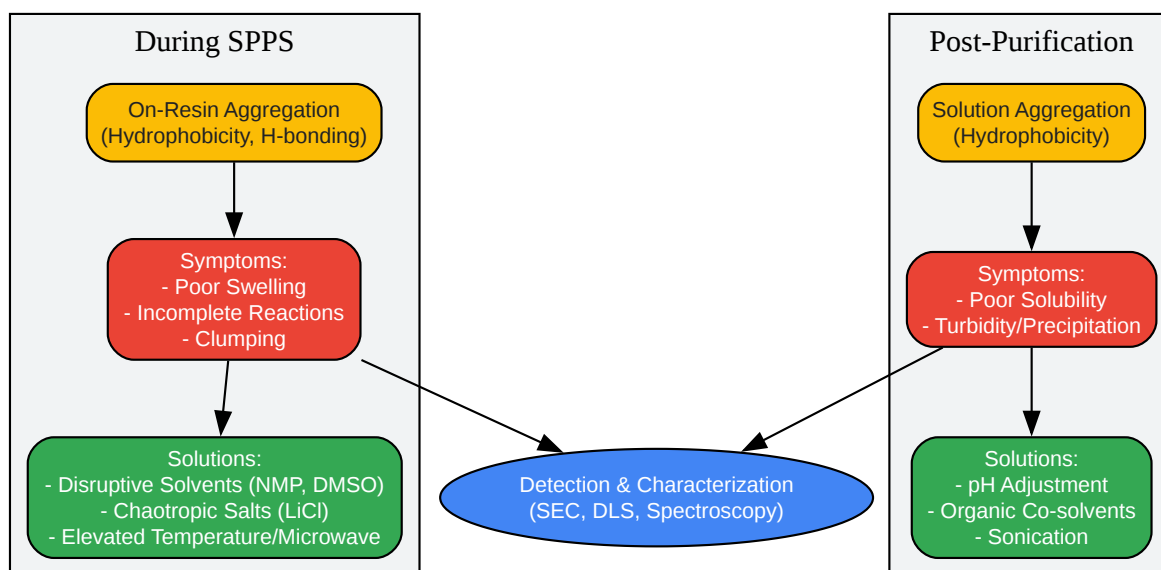 During SPPS
On-Resin Aggregation
(Hydrophobicity, H-bonding)
Symptoms:
- Poor Swelling
- Incomplete Reactions
- Clumping
Solutions:
- Disruptive Solvents (NMP, DMSO)
- Chaotropic Salts (LiCl)
- Elevated Temperature/Microwave
Detection & Characterization
(SEC, DLS, Spectroscopy)
Post-Purification
Solution Aggregation
(Hydrophobicity)
Symptoms:
- Poor Solubility
- Turbidity/Precipitation
Solutions:
- pH Adjustment
- Organic Co-solvents
- Sonication